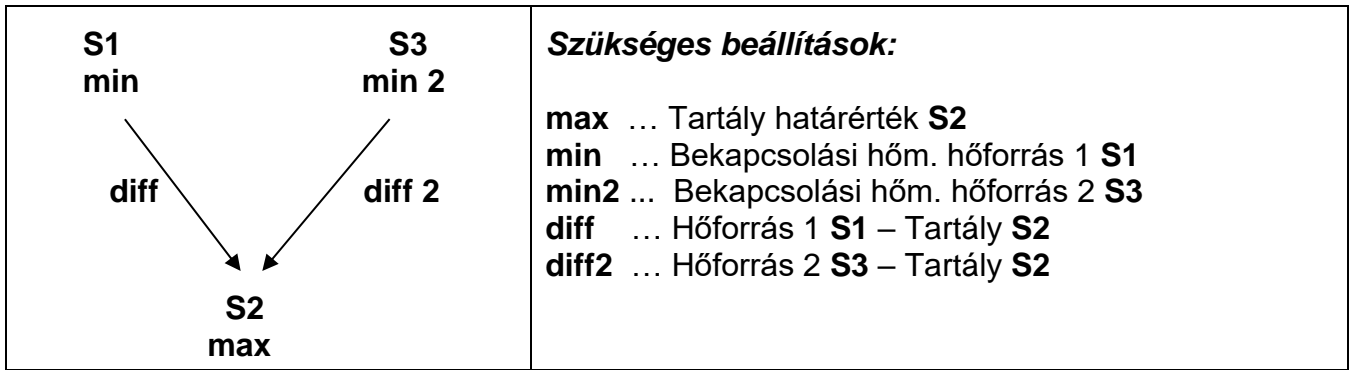 S1 S3
min min 2
diff diff 2
S2
max
Szükséges beállítások:
max … Tartály határérték S2
min … Bekapcsolási hőm. hőforrás 1 S1
min2 ... Bekapcsolási hőm. hőforrás 2 S3
diff … Hőforrás 1 S1 – Tartály S2
diff2 … Hőforrás 2 S3 – Tartály S2